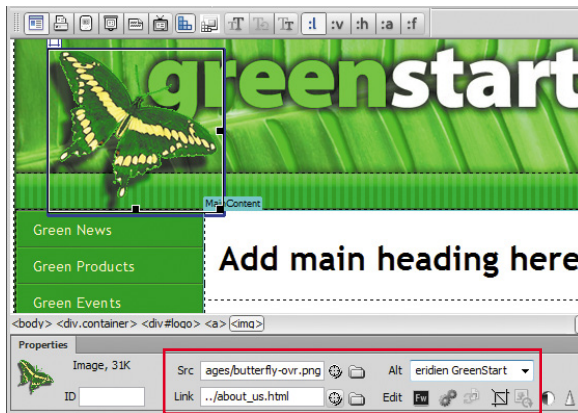 :l :v :h :a :f
greenstart
MainContent
Green News
Green Products
Green Events
Add main heading here
<body> <div.container> <div#logo> <a> <img>
Properties
Image, 31K
Src ages/butterfly-ovr.png Alt eridien GreenStart
ID Link ../about_us.html Edit Fw